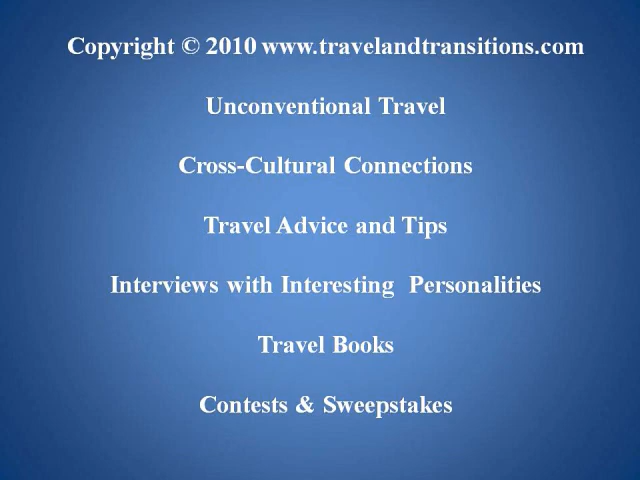 Copyright © 2010 www.travelandtransitions.com
Unconventional Travel
Cross-Cultural Connections
Travel Advice and Tips
Interviews with Interesting  Personalities
Travel Books
Contests & Sweepstakes